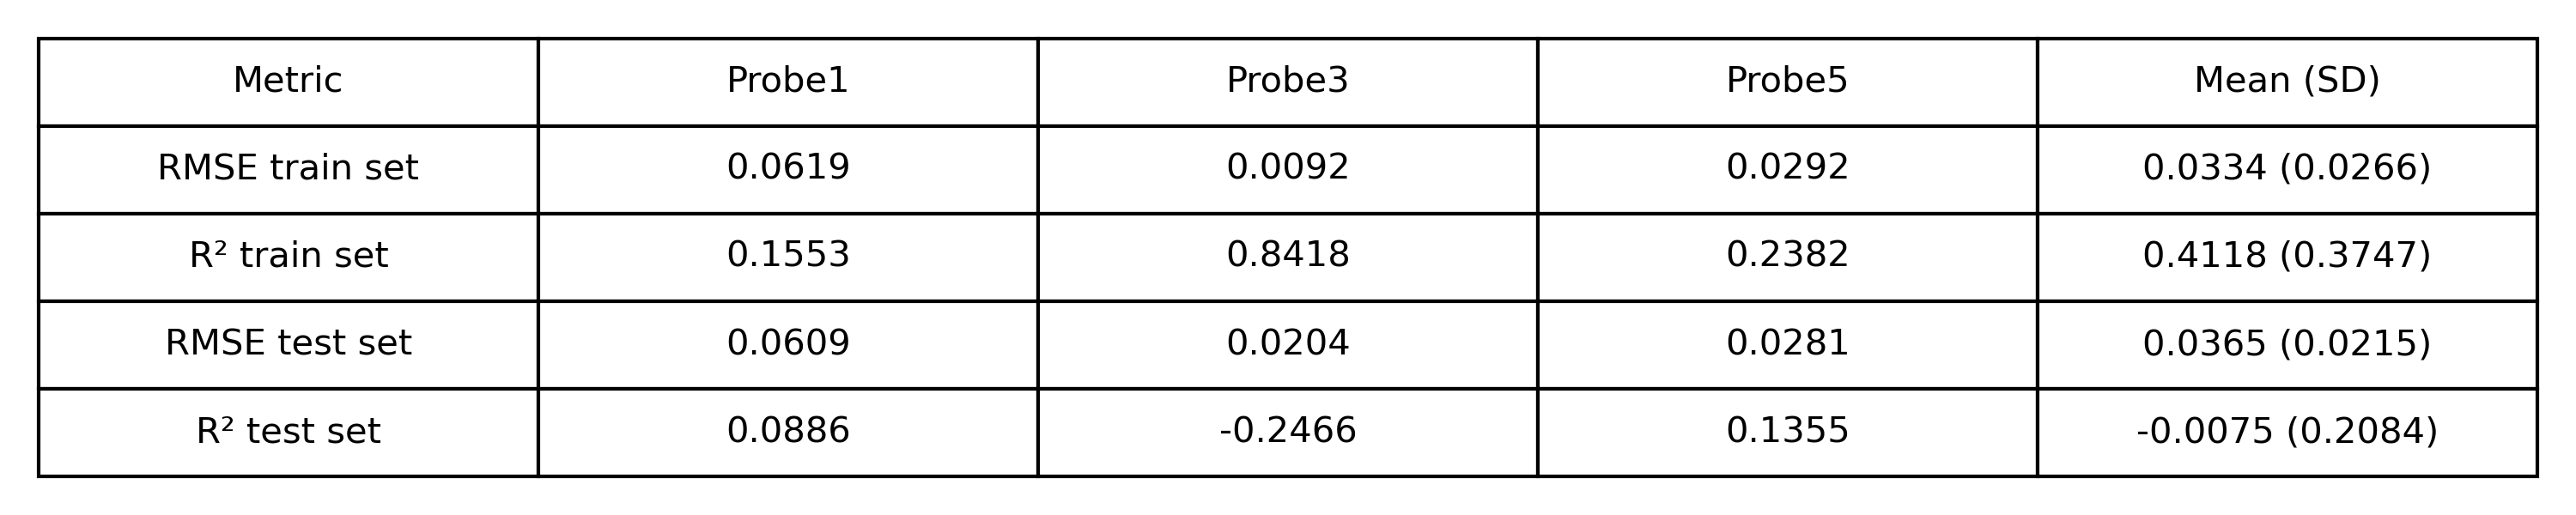 Metric Probe1 Probe3 Probe5 Mean (SD)
RMSE train set 0.0619 0.0092 0.0292 0.0334 (0.0266)
R² train set 0.1553 0.8418 0.2382 0.4118 (0.3747)
RMSE test set 0.0609 0.0204 0.0281 0.0365 (0.0215)
R² test set 0.0886 -0.2466 0.1355 -0.0075 (0.2084)